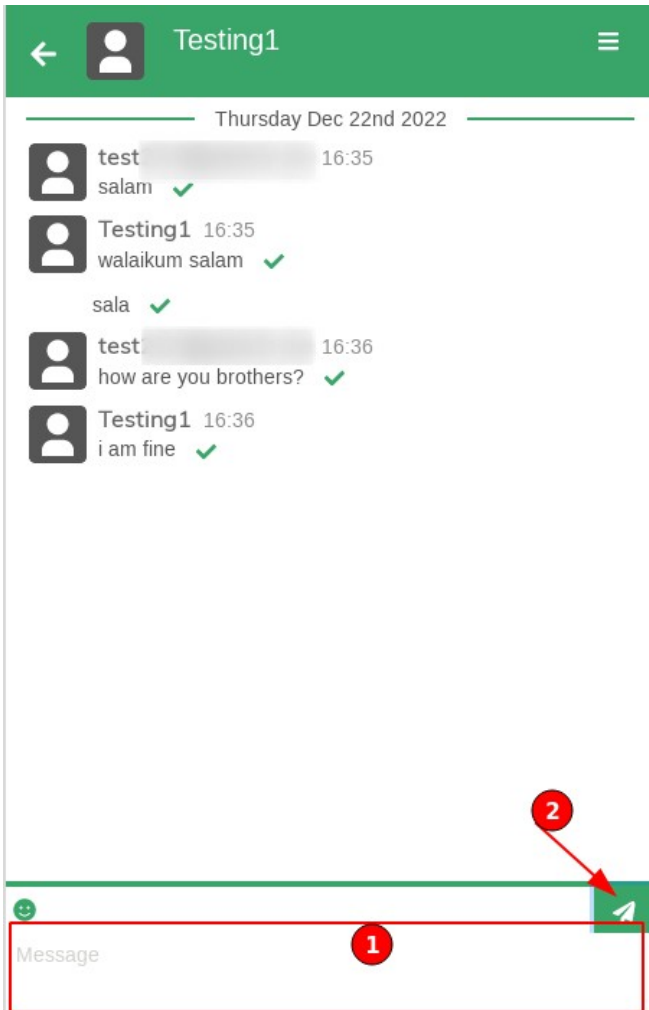 Testing1
Thursday Dec 22nd 2022
test 16:35
salam
Testing1 16:35
walaikum salam
sala
test 16:36
how are you brothers?
Testing1 16:36
i am fine
2
1
Message